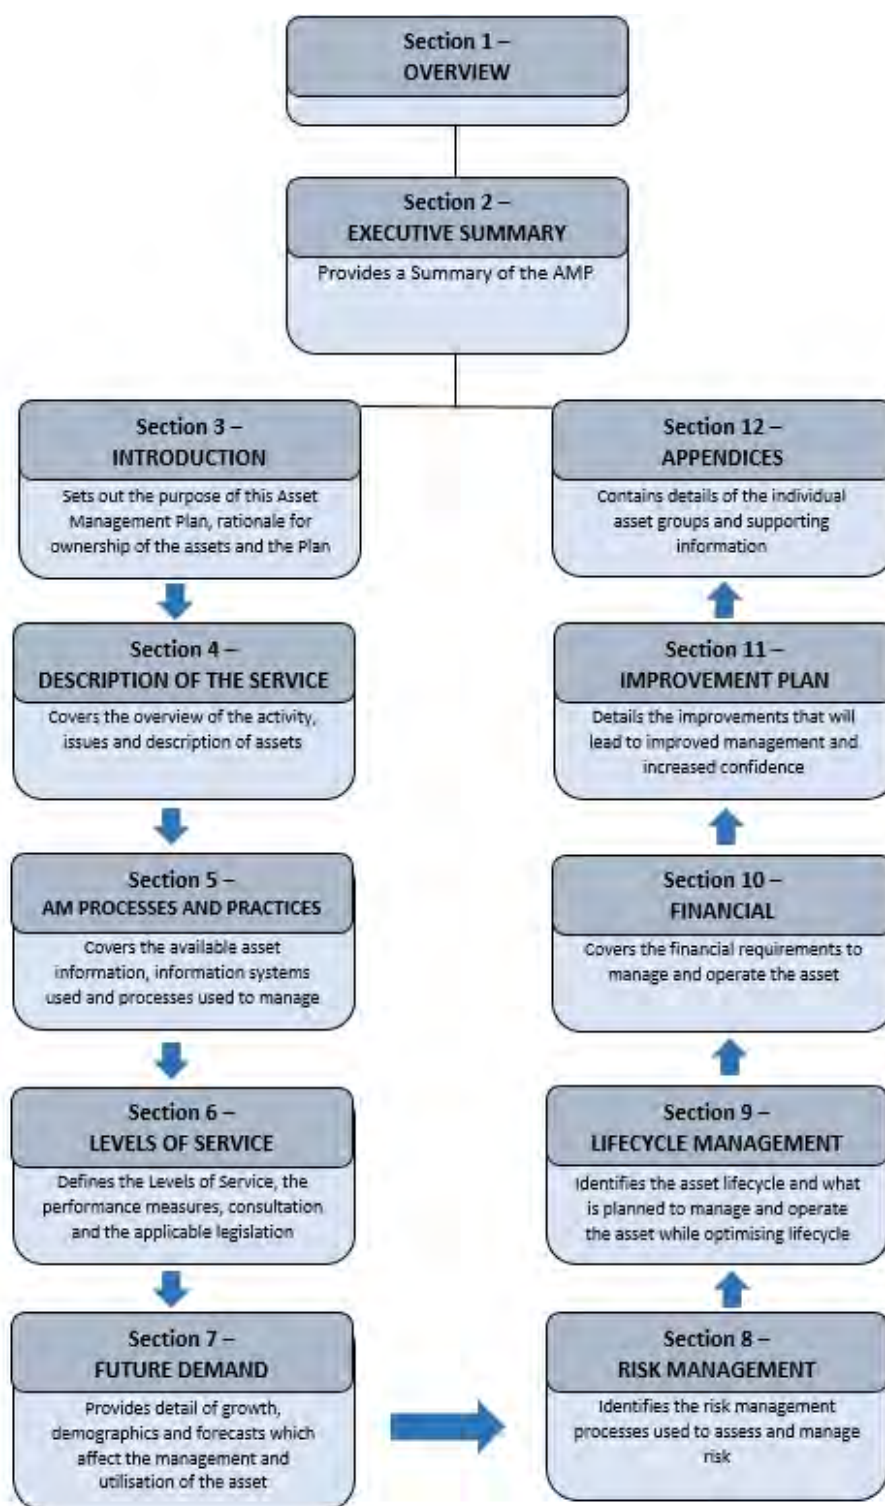 Section 1 –
OVERVIEW
Section 2 –
EXECUTIVE SUMMARY
Provides a Summary of the AMP
Section 3 –
INTRODUCTION
Sets out the purpose of this Asset
Management Plan, rationale for
ownership of the assets and the Plan
Section 4 –
DESCRIPTION OF THE SERVICE
Covers the overview of the activity,
issues and description of assets
Section 5 –
AM PROCESSES AND PRACTICES
Covers the available asset
information, information systems
used and processes used to manage
Section 6 –
LEVELS OF SERVICE
Defines the Levels of Service, the
performance measures, consultation
and the applicable legislation
Section 7 –
FUTURE DEMAND
Provides detail of growth,
demographics and forecasts which
affect the management and
utilisation of the asset
Section 8 –
RISK MANAGEMENT
Identifies the risk management
processes used to assess and manage
risk
Section 9 –
LIFECYCLE MANAGEMENT
Identifies the asset lifecycle and what
is planned to manage and operate
the asset while optimising lifecycle
Section 10 –
FINANCIAL
Covers the financial requirements to
manage and operate the asset
Section 11 –
IMPROVEMENT PLAN
Details the improvements that will
lead to improved management and
increased confidence
Section 12 –
APPENDICES
Contains details of the individual
asset groups and supporting
information